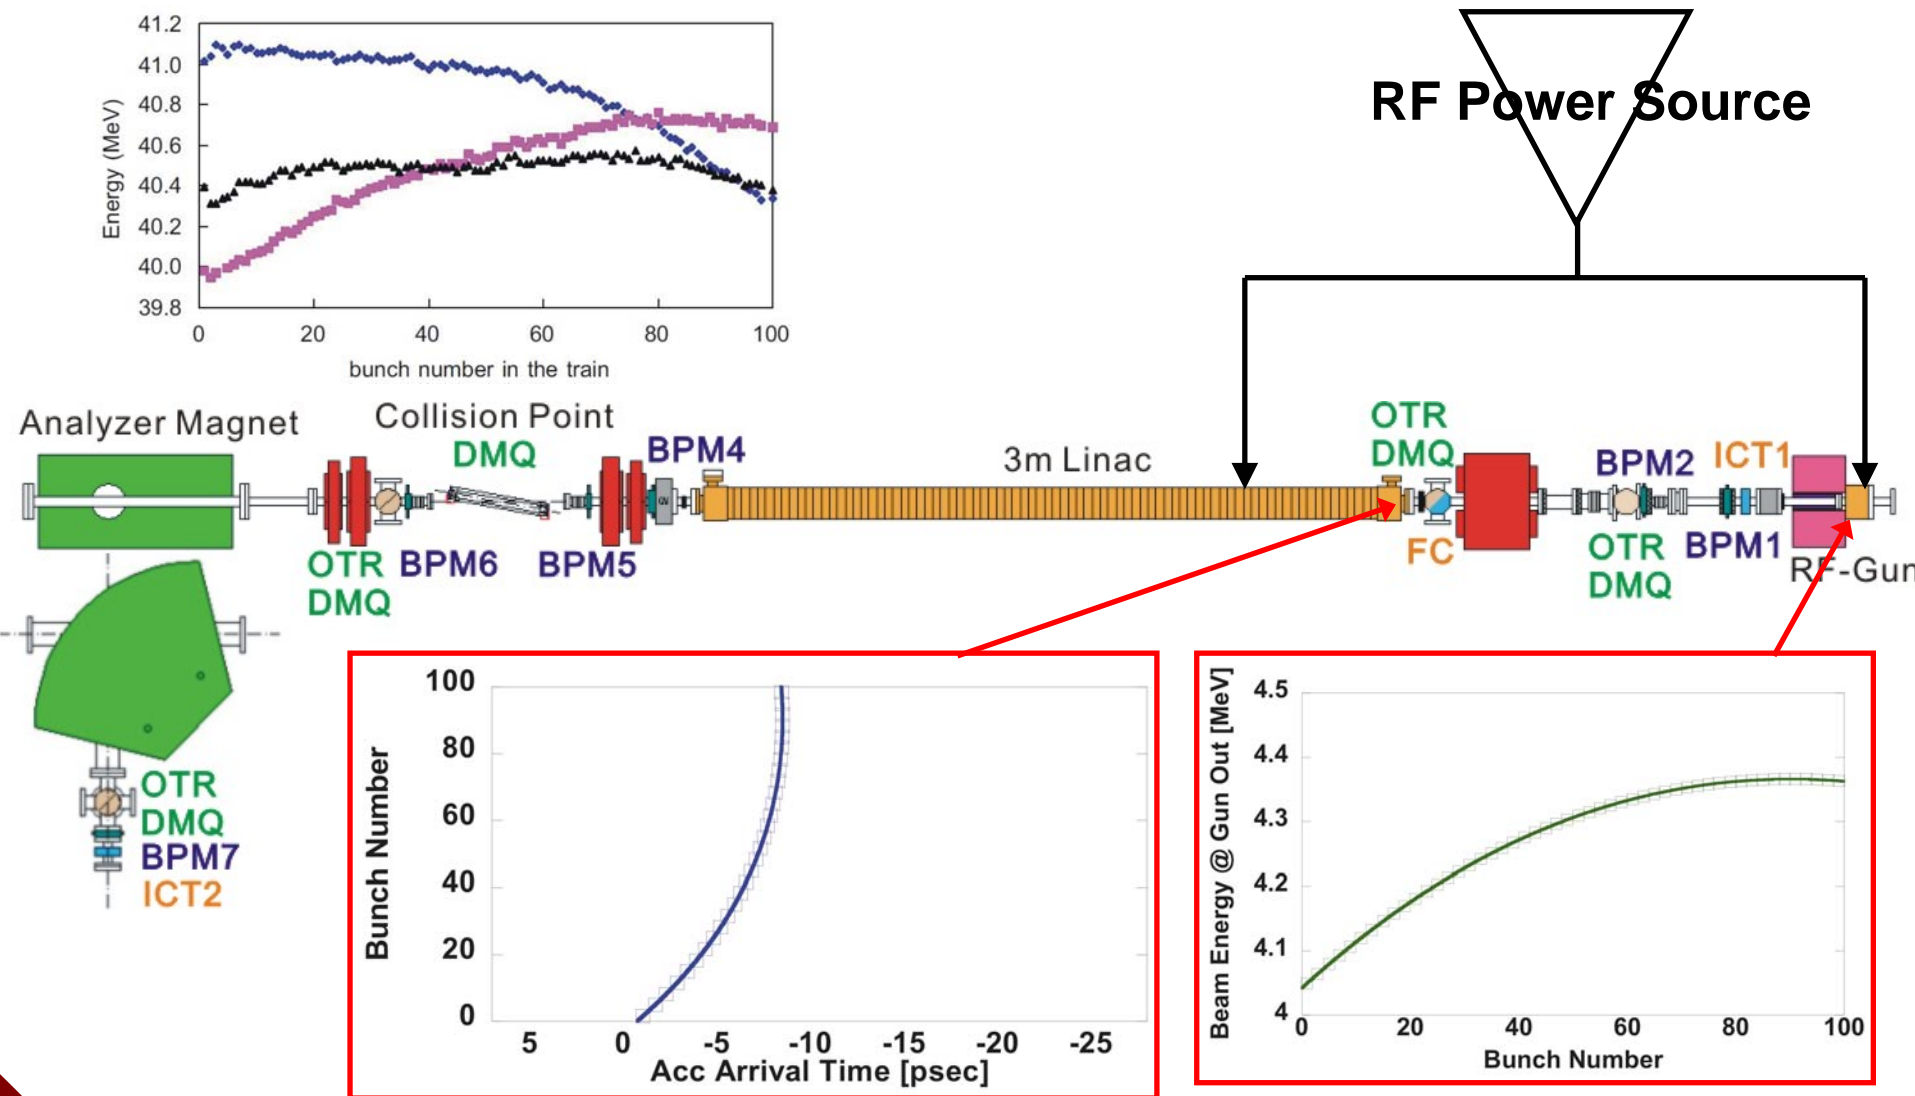 41.2
41.0
40.8
40.6
40.4
40.2
40.0
39.8
Energy (MeV)
0 20 40 60 80 100
bunch number in the train
RF Power Source
Analyzer Magnet
Collision Point
DMQ
BPM4
3m Linac
OTR
DMQ
BPM2
ICT1
GV
OTR
DMQ
BPM6
BPM5
FC
OTR
DMQ
BPM1
RF-Gun
OTR
DMQ
BPM7
ICT2
100
80
60
40
20
0
Bunch Number
5 0 -5 -10 -15 -20 -25
Acc Arrival Time [psec]
4.5
4.4
4.3
4.2
4.1
4
Beam Energy @ Gun Out [MeV]
0 20 40 60 80 100
Bunch Number